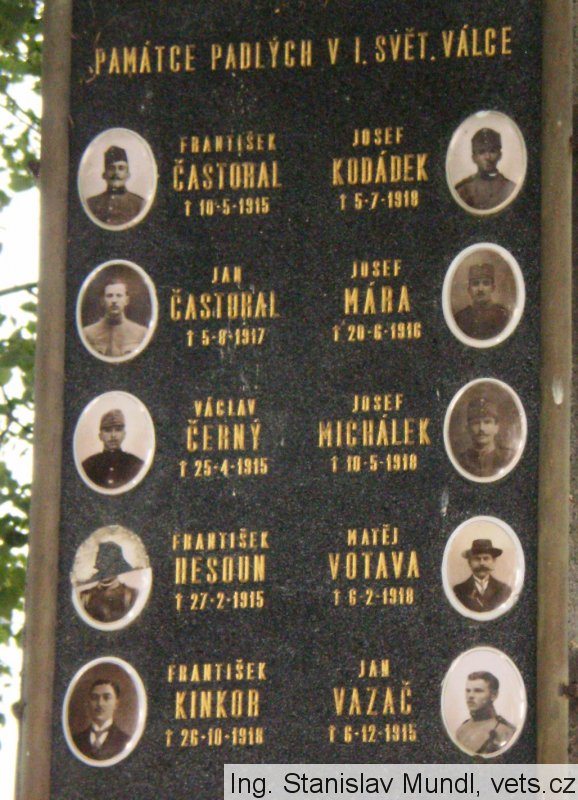 PAMÁTCE PADLÝCH V I. SVĚT. VÁLCE
FRANTIŠEK
ČASTORAL
† 10-5-1915
JOSEF
KUDÁDEK
† 5-7-1918
JAN
ČASTORAL
† 5-8-1917
JOSEF
MÁRA
† 20-6-1916
VÁCLAV
ČERNÝ
† 25-4-1915
JOSEF
MICHÁLEK
† 10-5-1918
FRANTIŠEK
HESOUN
† 27-2-1915
MATĚJ
VOTAVA
† 6-2-1918
FRANTIŠEK
KINKOR
† 26-10-1918
JAN
VAZAČ
† 6-12-1915
Ing. Stanislav Mundl, vets.cz